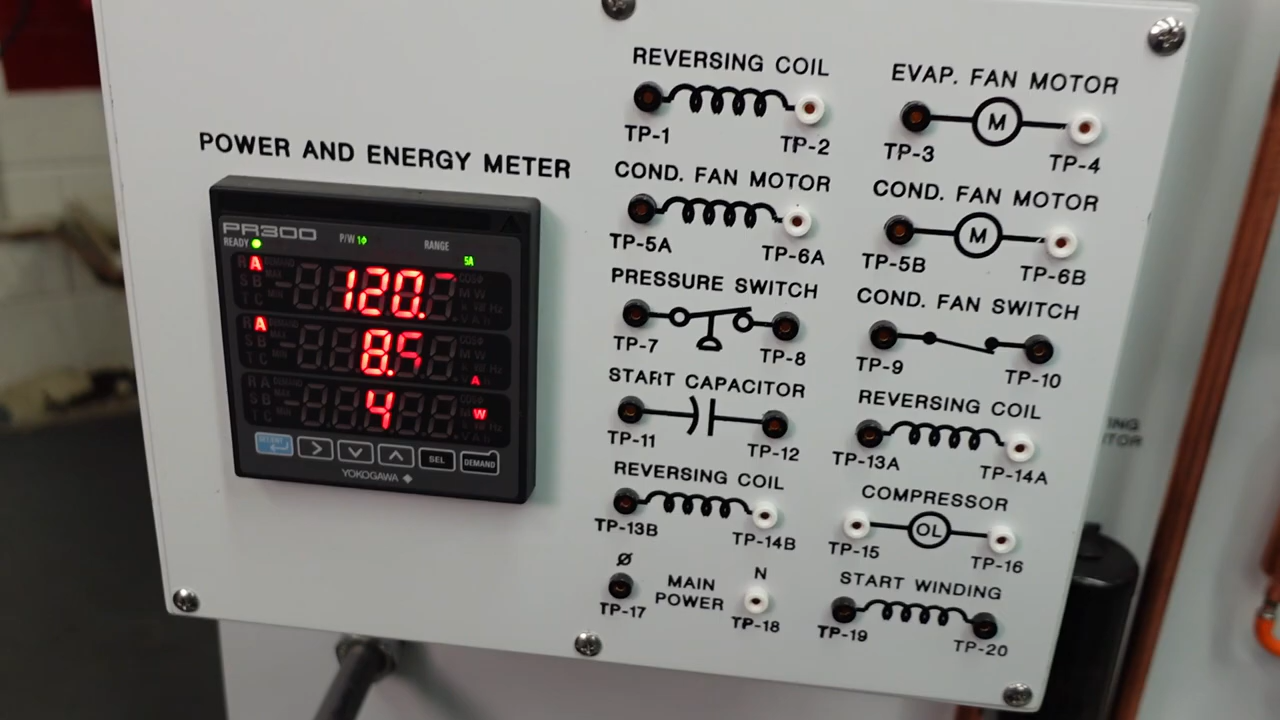 POWER AND ENERGY METER
PR300
READY
P/W 1Φ
RANGE
5A
A
120.
A
8.5
A
4
W
SEL
DEMAND
YOKOGAWA
REVERSING COIL
TP-1
TP-2
EVAP. FAN MOTOR
M
TP-3
TP-4
COND. FAN MOTOR
TP-5A
TP-6A
COND. FAN MOTOR
M
TP-5B
TP-6B
PRESSURE SWITCH
TP-7
TP-8
COND. FAN SWITCH
TP-9
TP-10
START CAPACITOR
TP-11
TP-12
REVERSING COIL
TP-13A
TP-14A
REVERSING COIL
TP-13B
TP-14B
COMPRESSOR
OL
TP-15
TP-16
Ø
N
MAIN
POWER
TP-17
TP-18
START WINDING
TP-19
TP-20